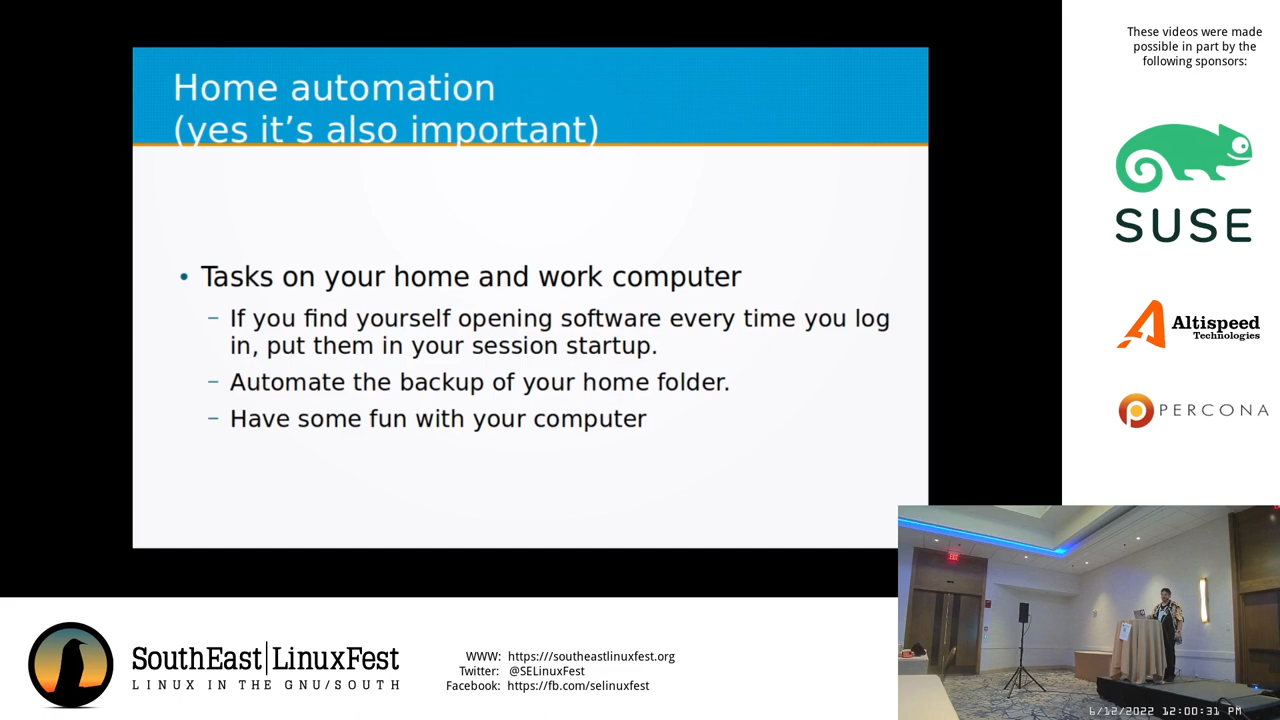 These videos were made
possible in part by the
following sponsors:
Home automation
(yes it’s also important)
SUSE
Altispeed
Technologies
PERCONA
• Tasks on your home and work computer
– If you find yourself opening software every time you log
in, put them in your session startup.
– Automate the backup of your home folder.
– Have some fun with your computer
SouthEast|LinuxFest
LINUX IN THE GNU/SOUTH
WWW: https://southeastlinuxfest.org
Twitter: @SELinuxFest
Facebook: https://fb.com/selinuxfest
EXIT
6/12/2022 12:00:31 PM